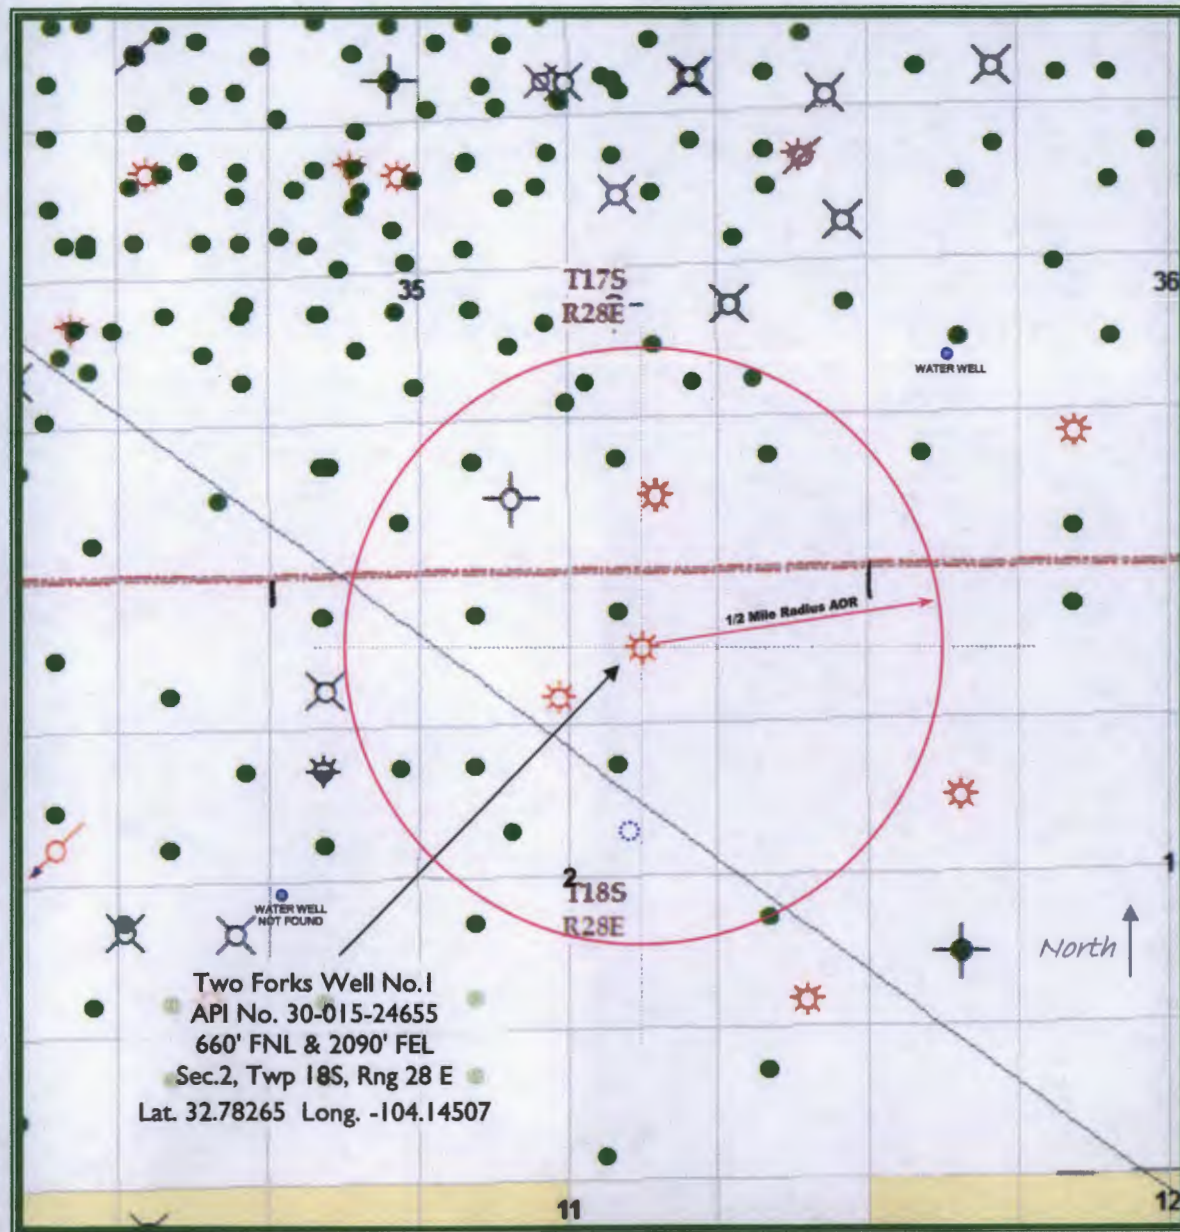 T17S
35
36
R28E
WATER WELL
1/2 Mile Radius AOR
2
T18S
R28E
1
WATER WELL
NOT FOUND
North
Two Forks Well No.1
API No. 30-015-24655
660' FNL & 2090' FEL
Sec.2, Twp 18S, Rng 28 E
Lat. 32.78265 Long. -104.14507
11
12